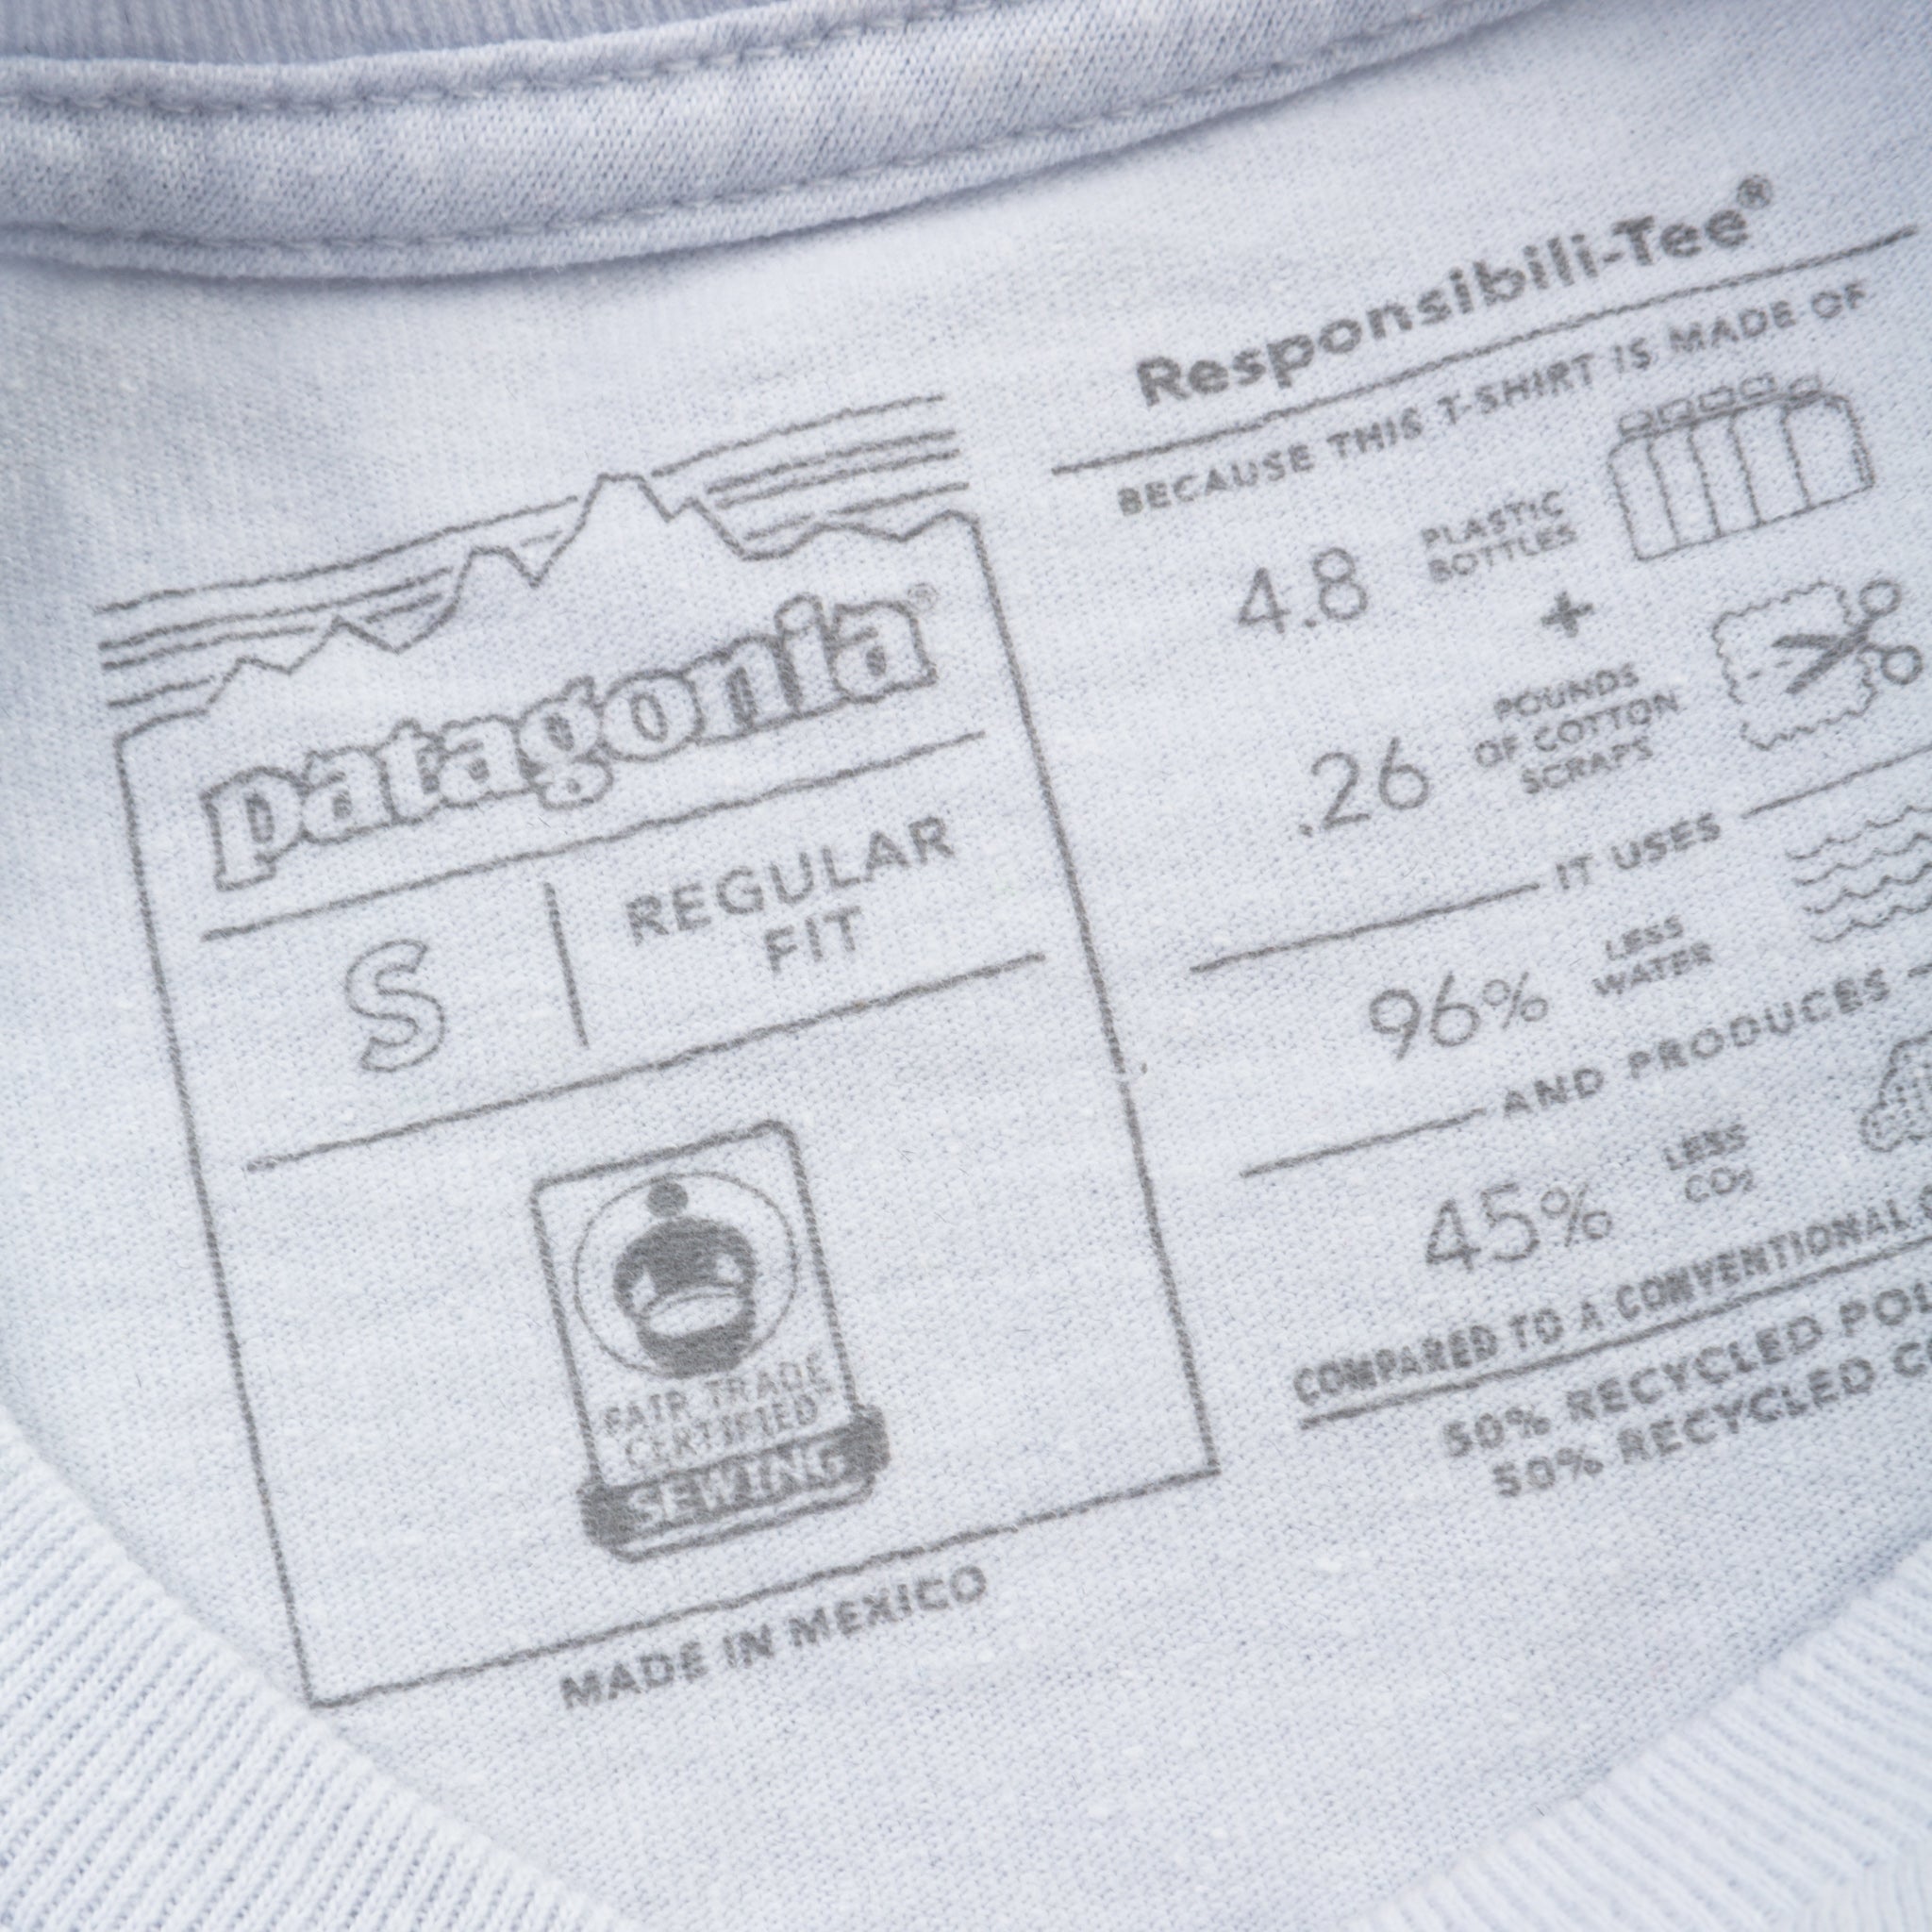 patagonia®
S
REGULAR
FIT
FAIR TRADE
CERTIFIED
SEWING
MADE IN MEXICO
Responsibili-Tee®
BECAUSE THIS T-SHIRT IS MADE OF
4.8 PLASTIC
BOTTLES
+
.26 POUNDS
OF COTTON
SCRAPS
IT USES
96% LESS
WATER
AND PRODUCES
45% LESS
CO₂
COMPARED TO A CONVENTIONAL
50% RECYCLED
50% RECYCLED